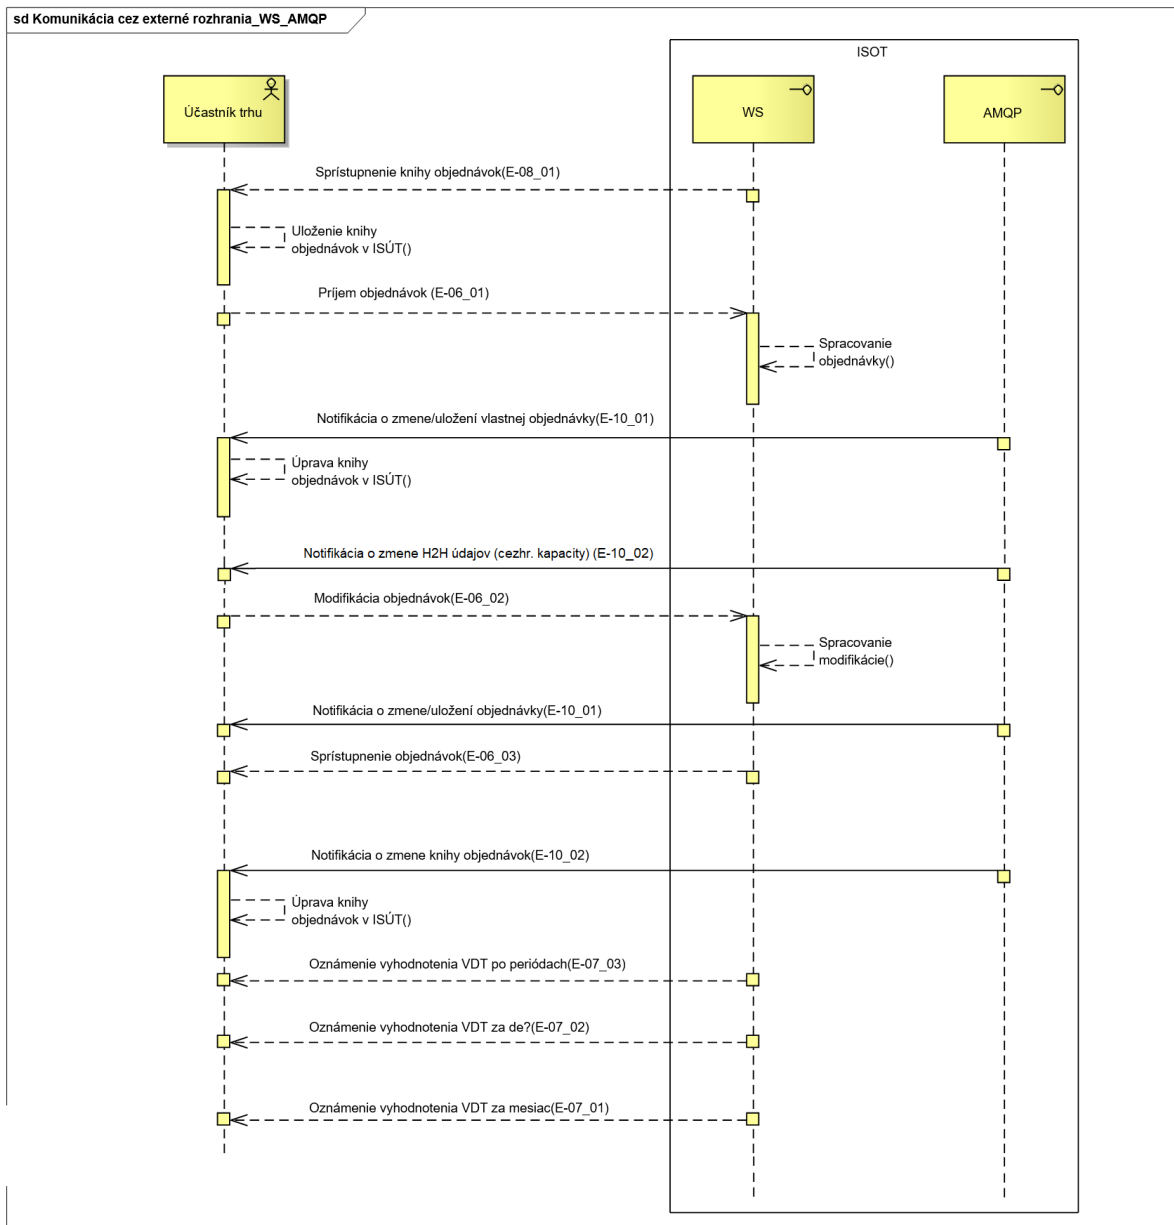 sd Komunikácia cez externé rozhrania_WS_AMQP
ISOT
Účastník trhu
WS
AMQP
Sprístupnenie knihy objednávok(E-08_01)
Uloženie knihy
objednávok v ISÚT()
Príjem objednávok (E-06_01)
Spracovanie
objednávky()
Notifikácia o zmene/uložení vlastnej objednávky(E-10_01)
Úprava knihy
objednávok v ISÚT()
Notifikácia o zmene H2H údajov (cezhr. kapacity) (E-10_02)
Modifikácia objednávok(E-06_02)
Spracovanie
modifikácie()
Notifikácia o zmene/uložení objednávky(E-10_01)
Sprístupnenie objednávok(E-06_03)
Notifikácia o zmene knihy objednávok(E-10_02)
Úprava knihy
objednávok v ISÚT()
Oznámenie vyhodnotenia VDT po periódach(E-07_03)
Oznámenie vyhodnotenia VDT za de?(E-07_02)
Oznámenie vyhodnotenia VDT za mesiac(E-07_01)